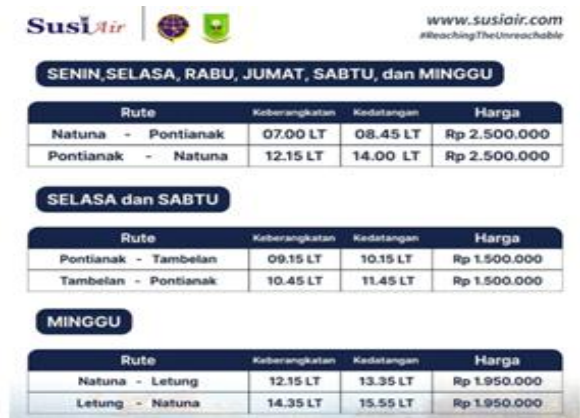 Susi Air
www.susiair.com
#ReachingTheUnreachable
SENIN,SELASA, RABU, JUMAT, SABTU, dan MINGGU
Rute Keberangkatan Kedatangan Harga
Natuna - Pontianak 07.00 LT 08.45 LT Rp 2.500.000
Pontianak - Natuna 12.15 LT 14.00 LT Rp 2.500.000
SELASA dan SABTU
Rute Keberangkatan Kedatangan Harga
Pontianak - Tambelan 09.15 LT 10.15 LT Rp 1.500.000
Tambelan - Pontianak 10.45 LT 11.45 LT Rp 1.500.000
MINGGU
Rute Keberangkatan Kedatangan Harga
Natuna - Letung 12.15 LT 13.35 LT Rp 1.950.000
Letung - Natuna 14.35 LT 15.55 LT Rp 1.950.000